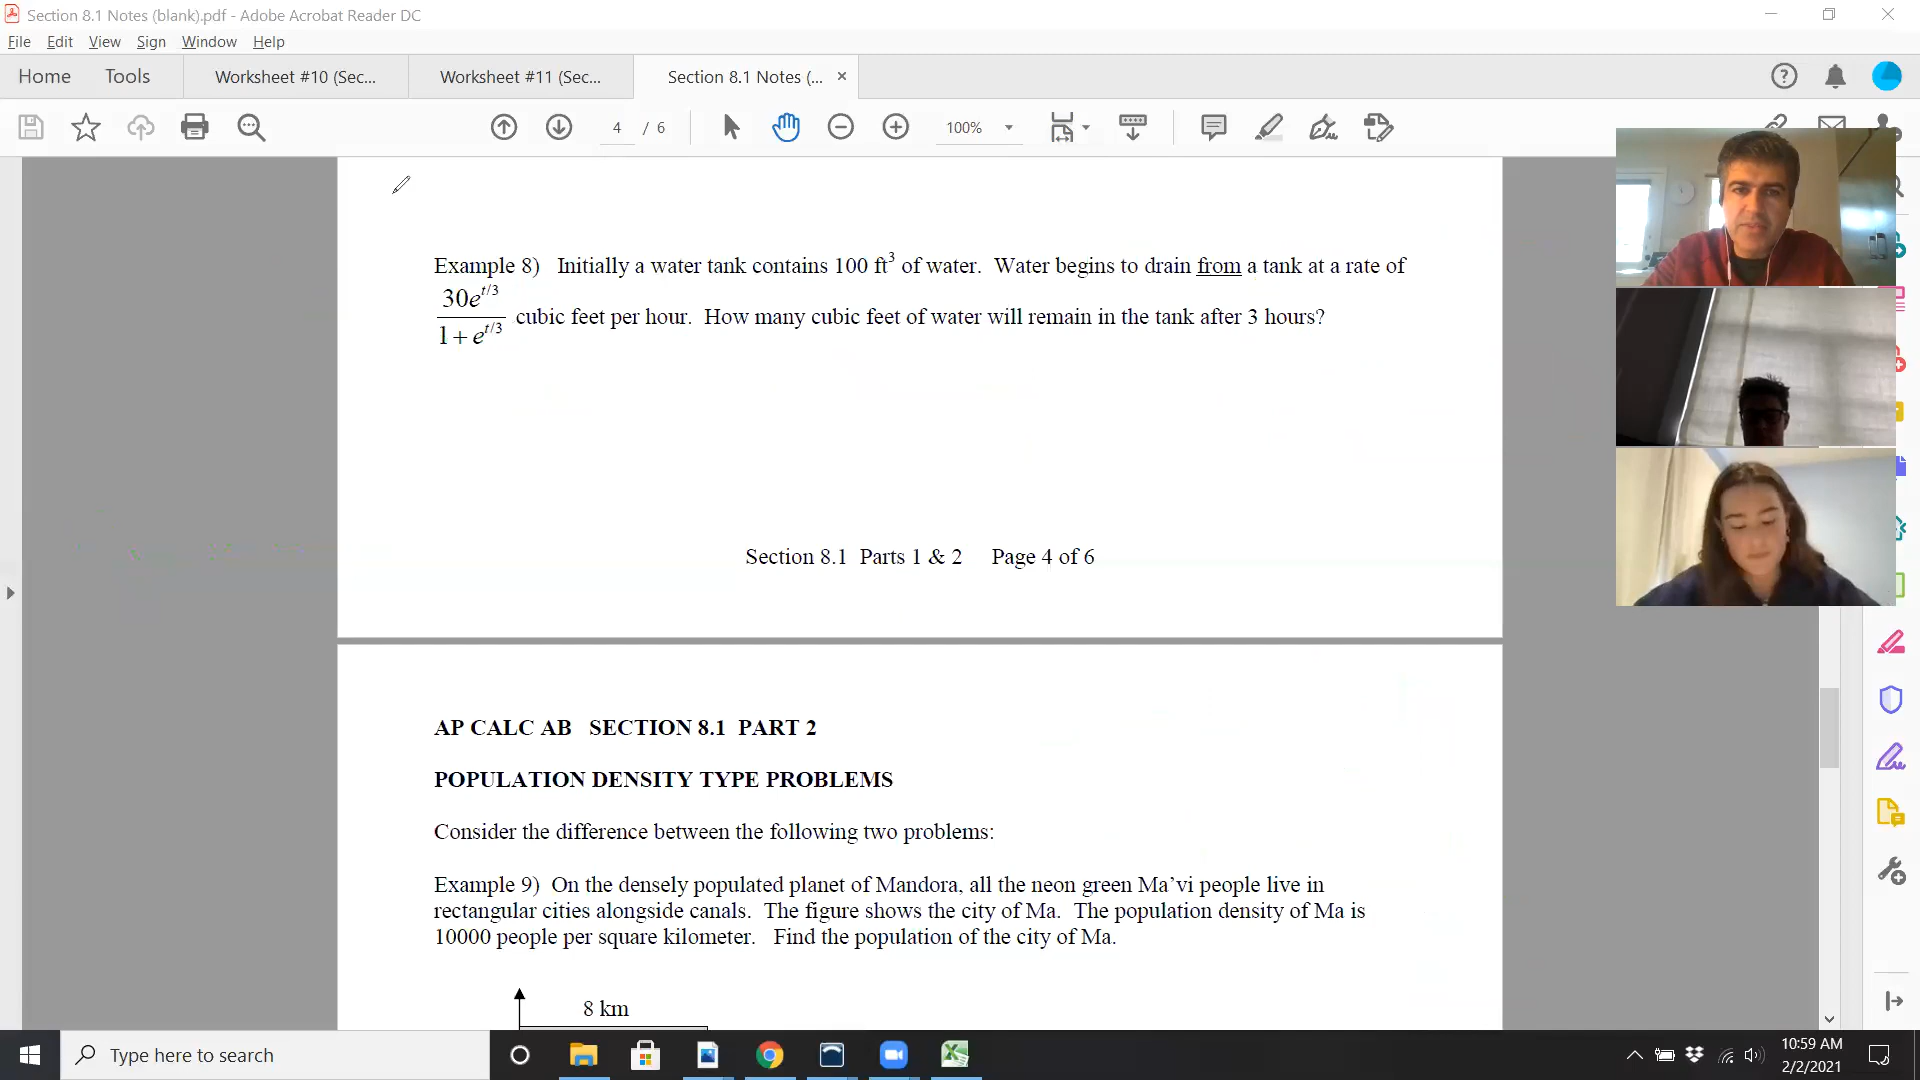 Section 8.1 Notes (blank).pdf - Adobe Acrobat Reader DC
File Edit View Sign Window Help
Home Tools Worksheet #10 (Sec... Worksheet #11 (Sec... Section 8.1 Notes (... ×
4 / 6 100%
Example 8) Initially a water tank contains 100 ft³ of water. Water begins to drain from a tank at a rate of
30e^{t/3}
1 + e^{t/3}
cubic feet per hour. How many cubic feet of water will remain in the tank after 3 hours?
Section 8.1 Parts 1 & 2 Page 4 of 6
AP CALC AB SECTION 8.1 PART 2
POPULATION DENSITY TYPE PROBLEMS
Consider the difference between the following two problems:
Example 9) On the densely populated planet of Mandora, all the neon green Ma’vi people live in
rectangular cities alongside canals. The figure shows the city of Ma. The population density of Ma is
10000 people per square kilometer. Find the population of the city of Ma.
8 km
Type here to search
10:59 AM
2/2/2021